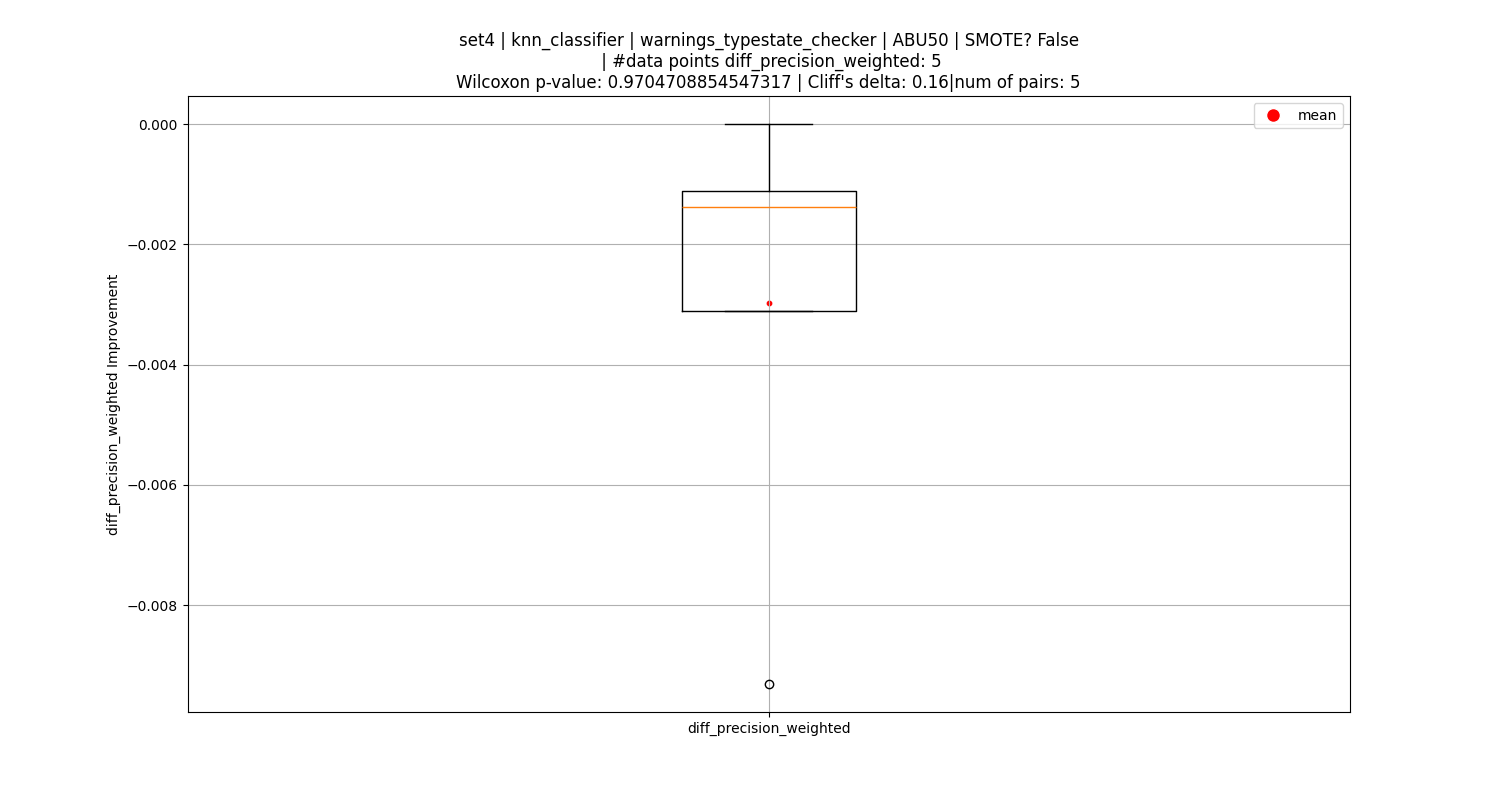 set4 | knn_classifier | warnings_typestate_checker | ABU50 | SMOTE? False
| #data points diff_precision_weighted: 5
Wilcoxon p-value: 0.9704708854547317 | Cliff's delta: 0.16|num of pairs: 5
mean
0.000
−0.002
−0.004
−0.006
−0.008
diff_precision_weighted Improvement
diff_precision_weighted